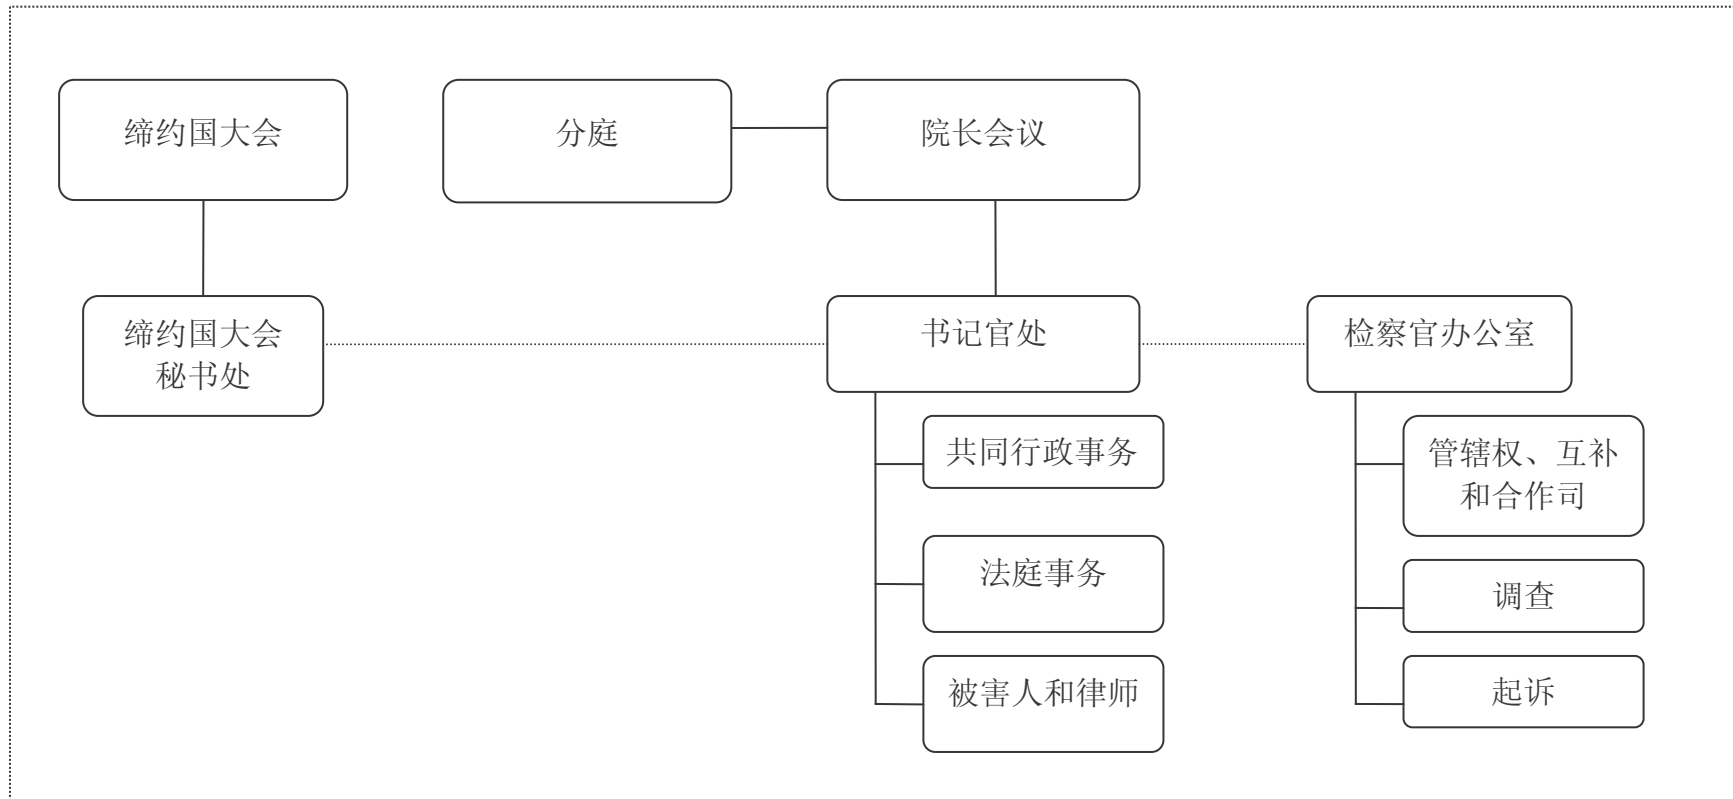 缔约国大会
分庭
院长会议
缔约国大会
秘书处
书记官处
检察官办公室
共同行政事务
法庭事务
被害人和律师
管辖权、互补
和合作司
调查
起诉